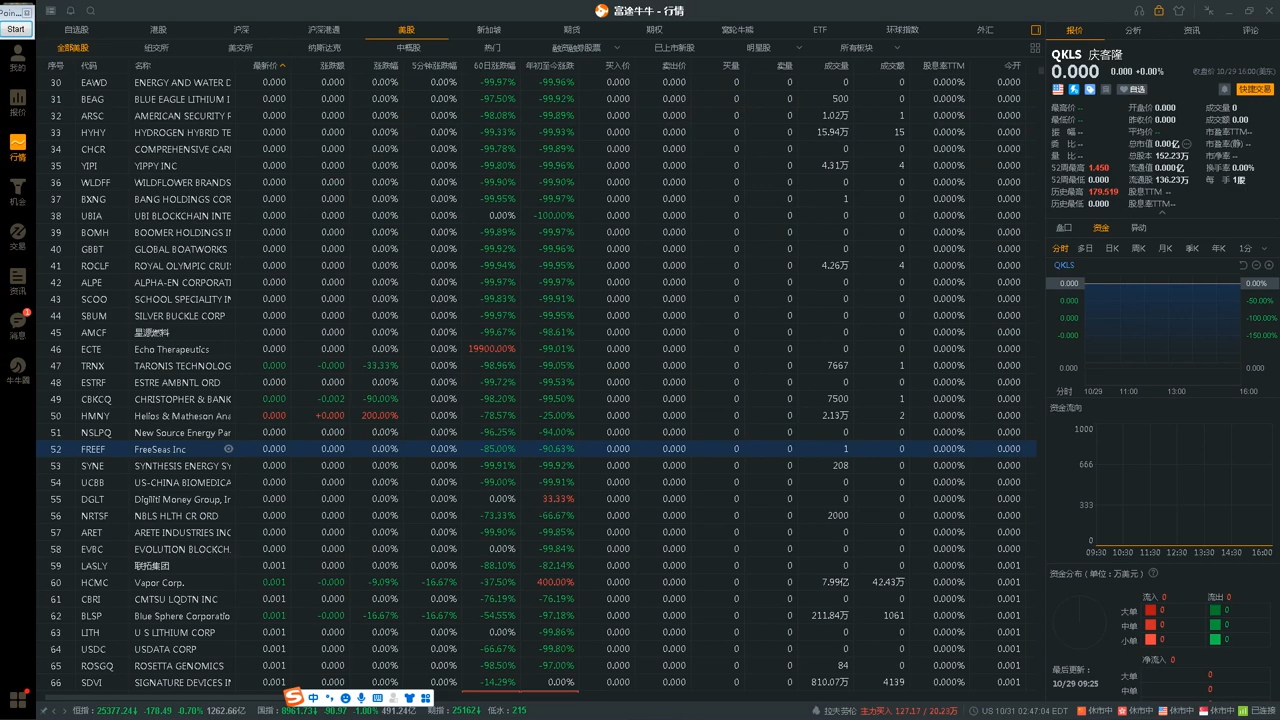 富途牛牛 - 行情
Start
自选股 港股 沪深 沪深港通 美股 新加坡 期货 期权 窝轮牛熊 ETF 环球指数 外汇
全部美股 纽交所 美交所 纳斯达克 中概股 热门 已上市新股 明星股 所有板块
序号 代码 名称 最新价 涨跌额 涨跌幅 5分钟涨跌幅 60日涨跌幅 年初至今涨跌 买入价 卖出价 买量 卖量 成交量 成交额 股息率TTM 今开
30 EAWD ENERGY AND WATER D 0.000 0.000 0.00% 0.00% -99.97% -99.96% 0.000 0.000 0 0 0 0 0.000% 0.000
31 BEAG BLUE EAGLE LITHIUM I 0.000 0.000 0.00% 0.00% -97.50% -99.92% 0.000 0.000 0 0 500 0 0.000% 0.000
32 ARSC AMERICAN SECURITY R 0.000 0.000 0.00% 0.00% -98.08% -99.89% 0.000 0.000 0 0 1.02万 1 0.000% 0.000
33 HYHY HYDROGEN HYBRID TE 0.000 0.000 0.00% 0.00% -99.33% -99.93% 0.000 0.000 0 0 15.94万 15 0.000% 0.000
34 CHCR COMPREHENSIVE CARI 0.000 0.000 0.00% 0.00% -99.78% -99.89% 0.000 0.000 0 0 0 0 0.000% 0.000
35 YIPI YIPPY INC 0.000 0.000 0.00% 0.00% -99.80% -99.96% 0.000 0.000 0 0 4.31万 4 0.000% 0.000
36 WLDFF WILDFLOWER BRANDS 0.000 0.000 0.00% 0.00% -99.90% -99.90% 0.000 0.000 0 0 0 0 0.000% 0.000
37 BXNG BANG HOLDINGS COR 0.000 0.000 0.00% 0.00% -99.95% -99.97% 0.000 0.000 0 0 1 0 0.000% 0.000
38 UBIA UBI BLOCKCHAIN INTE 0.000 0.000 0.00% 0.00% 0.00% -100.00% 0.000 0.000 0 0 0 0 0.000% 0.000
39 BOMH BOOMER HOLDINGS I 0.000 0.000 0.00% 0.00% -99.89% -99.97% 0.000 0.000 0 0 0 0 0.000% 0.000
40 GBBT GLOBAL BOATWORKS 0.000 0.000 0.00% 0.00% -99.92% -99.96% 0.000 0.000 0 0 0 0 0.000% 0.000
41 ROCLF ROYAL OLYMPIC CRUI 0.000 0.000 0.00% 0.00% -99.94% -99.95% 0.000 0.000 0 0 4.26万 4 0.000% 0.000
42 ALPE ALPHA-EN CORPORATI 0.000 0.000 0.00% 0.00% -99.97% -99.97% 0.000 0.000 0 0 0 0 0.000% 0.000
43 SCOO SCHOOL SPECIALITY IN 0.000 0.000 0.00% 0.00% -99.83% -99.91% 0.000 0.000 0 0 0 0 0.000% 0.000
44 SBUM SILVER BUCKLE CORP 0.000 0.000 0.00% 0.00% -99.97% -99.95% 0.000 0.000 0 0 0 0 0.000% 0.000
45 AMCF 星源燃料 0.000 0.000 0.00% 0.00% -99.67% -98.61% 0.000 0.000 0 0 0 0 0.000% 0.000
46 ECTE Echo Therapeutics 0.000 0.000 0.00% 0.00% 19900.00% -99.01% 0.000 0.000 0 0 0 0 0.000% 0.000
47 TRNX TARONIS TECHNOLOG 0.000 -0.000 -33.33% 0.00% -98.96% -99.05% 0.000 0.000 0 0 7667 1 0.000% 0.000
48 ESTRF ESTRE AMBNTL ORD 0.000 0.000 0.00% 0.00% -99.72% -99.53% 0.000 0.000 0 0 0 0 0.000% 0.000
49 CBKCQ CHRISTOPHER & BANK 0.000 -0.002 -90.00% 0.00% -98.20% -99.50% 0.000 0.000 0 0 7500 1 0.000% 0.000
50 HMNY Helios & Matheson Ana 0.000 +0.000 200.00% 0.00% -78.57% -25.00% 0.000 0.000 0 0 2.13万 2 0.000% 0.000
51 NSLPQ New Source Energy Par 0.000 0.000 0.00% 0.00% -96.25% -94.00% 0.000 0.000 0 0 0 0 0.000% 0.000
52 FREEF FreeSeas Inc 0.000 0.000 0.00% 0.00% -85.00% -90.63% 0.000 0.000 0 0 1 0 0.000% 0.000
53 SYNE SYNTHESIS ENERGY SY 0.000 0.000 0.00% 0.00% -99.91% -99.92% 0.000 0.000 0 0 208 0 0.000% 0.000
54 UCBB US-CHINA BIOMEDICA 0.000 0.000 0.00% 0.00% -99.00% -99.91% 0.000 0.000 0 0 0 0 0.000% 0.000
55 DGLT Digiliti Money Group, Ir 0.000 0.000 0.00% 0.00% 0.00% 33.33% 0.000 0.000 0 0 0 0 0.000% 0.000
56 NRTSF NBLS HLTH CR ORD 0.000 0.000 0.00% 0.00% -73.33% -66.67% 0.000 0.000 0 0 2000 0 0.000% 0.000
57 ARET ARETE INDUSTRIES INC 0.000 0.000 0.00% 0.00% -99.90% -99.85% 0.000 0.000 0 0 0 0 0.000% 0.000
58 EVBC EVOLUTION BLOCKCH. 0.000 0.000 0.00% 0.00% 0.00% -99.84% 0.000 0.000 0 0 0 0 0.000% 0.000
59 LASLY 联拓集团 0.001 0.000 0.00% 0.00% -88.10% -82.14% 0.000 0.000 0 0 0 0 0.000% 0.001
60 HCMC Vapor Corp. 0.001 -0.000 -9.09% -16.67% -37.50% 400.00% 0.000 0.000 0 0 7.99亿 42.43万 0.000% 0.001
61 CBRI CMTSU LQDTN INC 0.001 0.000 0.00% 0.00% -76.19% -76.19% 0.000 0.000 0 0 0 0 0.000% 0.001
62 BLSP Blue Sphere Corporatio 0.001 -0.000 -16.67% -16.67% -54.55% -97.18% 0.000 0.000 0 0 211.84万 1061 0.000% 0.001
63 LITH U S LITHIUM CORP 0.001 0.000 0.00% 0.00% 0.00% -99.86% 0.000 0.000 0 0 0 0 0.000% 0.001
64 USDC USDATA CORP 0.001 0.000 0.00% 0.00% -66.67% -99.80% 0.000 0.000 0 0 0 0 0.000% 0.001
65 ROSGQ ROSETTA GENOMICS 0.001 0.000 0.00% 0.00% -98.50% -97.00% 0.000 0.000 0 0 84 0 0.000% 0.001
66 SDVI SIGNATURE DEVICES IN 0.001 0.000 0.00% 0.00% -14.29% 0.00% 0.000 0.000 0 0 810.07万 4139 0.000% 0.001
我的
报价
行情
机会
交易
资讯
消息 1
牛牛圈
报价 分析 资讯 评论
QKLS 庆客隆
0.000 0.000 +0.00% 收盘价 10/29 16:00 (美东)
自选 快捷交易
最高价 -- 开盘价 0.000 成交量 0
最低价 -- 昨收价 0.000 成交额 0.00
振 幅 -- 平均价 -- 市盈率TTM--
委 比 -- 总市值 0.00亿 市盈率(静) --
量 比 -- 总股本 152.23万 市净率 --
52周最高 1.450 流通值 0.000亿 换手率 0.00%
52周最低 0.000 流通股 136.23万 每 手 1股
历史最高 179.519 股息TTM --
历史最低 0.000 股息率TTM --
盘口 资金 异动
分时 多日 日K 周K 月K 季K 年K 1分
QKLS
0.000 0.00%
0.000 -50.00%
0.000 -100.00%
-0.000 -150.00%
0.000 0.000
分时 10/29 11:00 13:00 16:00
资金流向
1000
666
333
0
09:30 10:30 11:30 12:30 13:30 14:30 16:00
资金分布 (单位：万美元)
流入 0 流出 0
大单 0 0
中单 0 0
小单 0 0
净流入 0
最后更新：
10/29 09:25
大单 0
中单 0
中
-0.70% 1262.66亿 国指： 8961.73 -90.97 -1.00% 491.24亿 25162 低水：215
主力买入 127.17 / 20.23万 US 10/31 02:47:04 EDT 休市中 休市中 休市中 休市中 已连接